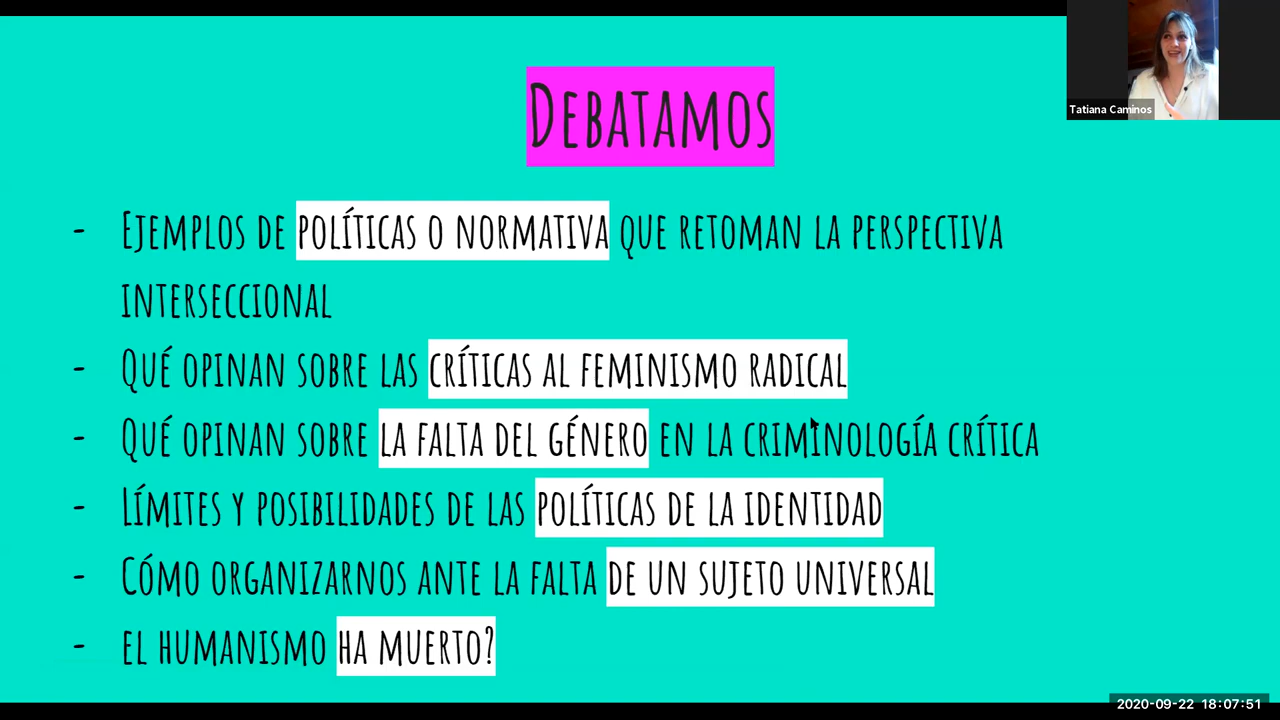 Debatamos
Tatiana Caminos
- Ejemplos de políticas o normativa que retoman la perspectiva
interseccional
- Qué opinan sobre las críticas al feminismo radical
- Qué opinan sobre la falta del género en la criminología crítica
- Límites y posibilidades de las políticas de la identidad
- Cómo organizarnos ante la falta de un sujeto universal
- el humanismo ha muerto?
2020-09-22 18:07:51